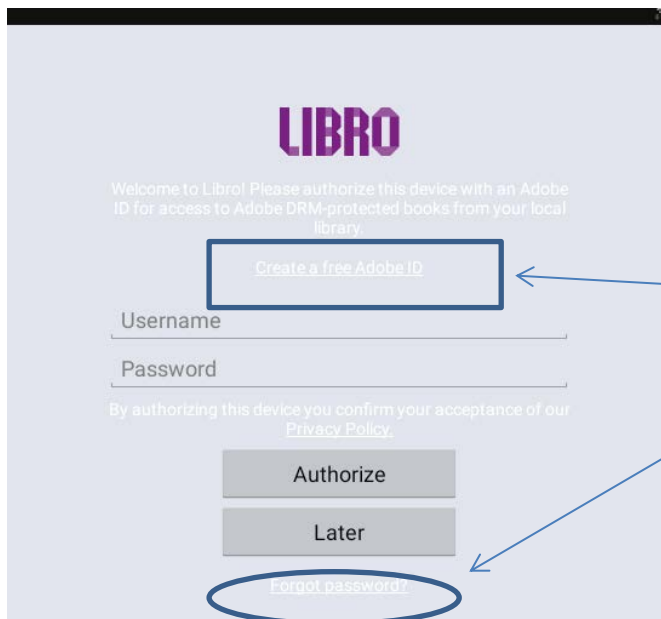 LIBRO
Welcome to Libro! Please authorize this device with an Adobe
ID for access to Adobe DRM-protected books from your local
library.
Create a free Adobe ID
Username
Password
By authorizing this device you confirm your acceptance of our
Privacy Policy.
Authorize
Later
Forgot password?